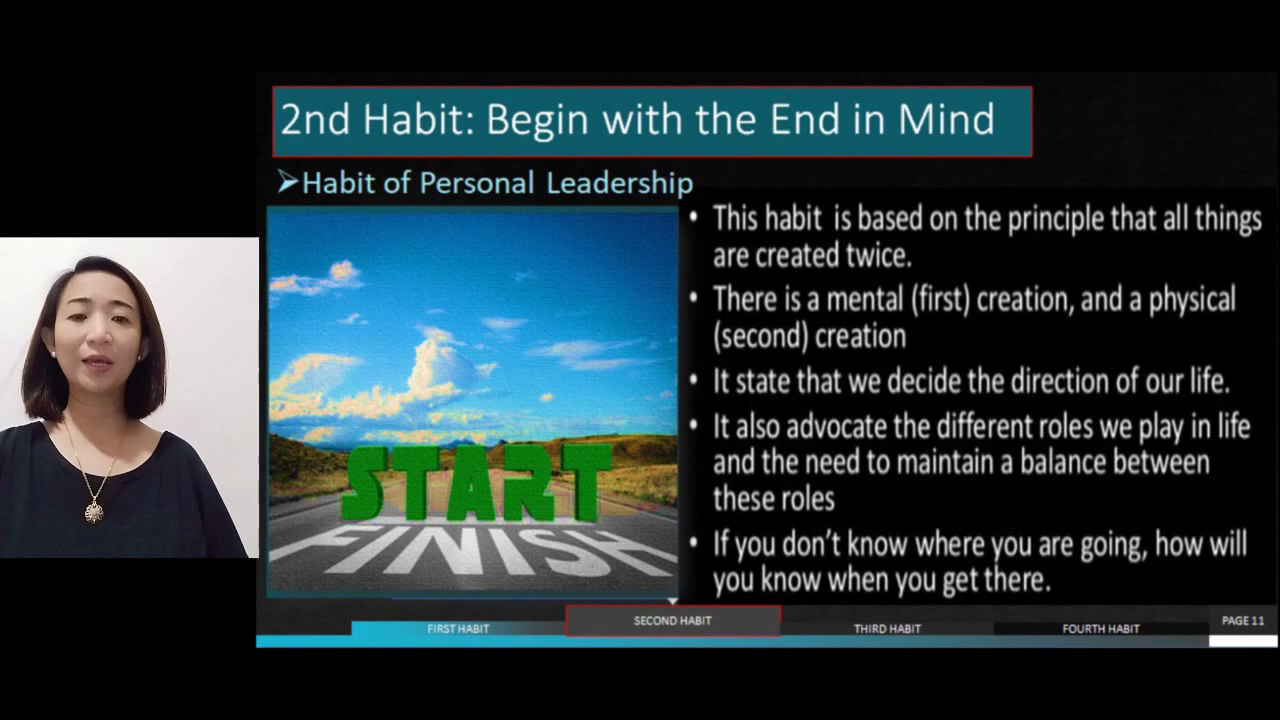 2nd Habit: Begin with the End in Mind
➢Habit of Personal Leadership
START
FINISH
• This habit is based on the principle that all things
are created twice.
• There is a mental (first) creation, and a physical
(second) creation
• It state that we decide the direction of our life.
• It also advocate the different roles we play in life
and the need to maintain a balance between
these roles
• If you don't know where you are going, how will
you know when you get there.
FIRST HABIT
SECOND HABIT
THIRD HABIT
FOURTH HABIT
PAGE 11